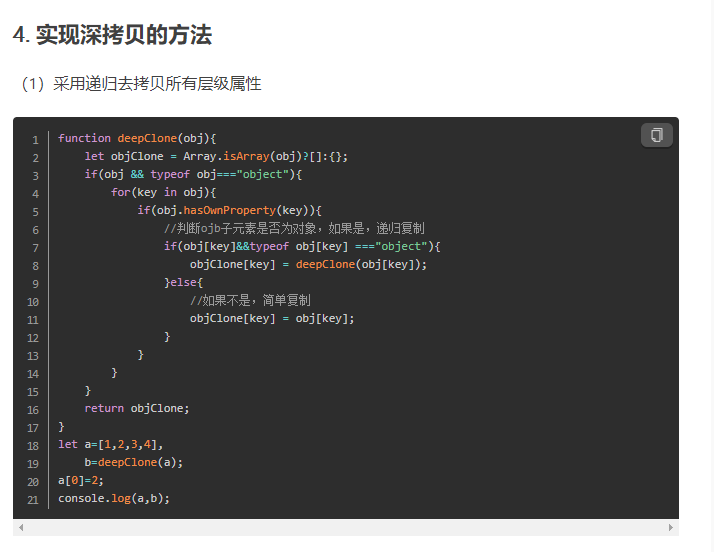 4. 实现深拷贝的方法
（1）采用递归去拷贝所有层级属性
1 function deepClone(obj){
2     let objClone = Array.isArray(obj)?[]:{};
3     if(obj && typeof obj==="object"){
4         for(key in obj){
5             if(obj.hasOwnProperty(key)){
6                 //判断ojb子元素是否为对象，如果是，递归复制
7                 if(obj[key]&&typeof obj[key] ==="object"){
8                     objClone[key] = deepClone(obj[key]);
9                 }else{
10                     //如果不是，简单复制
11                     objClone[key] = obj[key];
12                 }
13             }
14         }
15     }
16     return objClone;
17 }
18 let a=[1,2,3,4],
19     b=deepClone(a);
20 a[0]=2;
21 console.log(a,b);